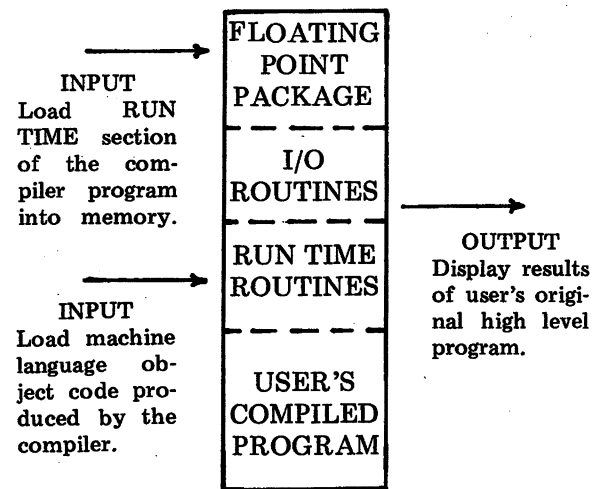 INPUT
Load RUN
TIME section
of the com-
piler program
into memory.
INPUT
Load machine
language ob-
ject code pro-
duced by the
compiler.
FLOATING
POINT
PACKAGE
I/O
ROUTINES
RUN TIME
ROUTINES
USER'S
COMPILED
PROGRAM
OUTPUT
Display results
of user's origi-
nal high level
program.